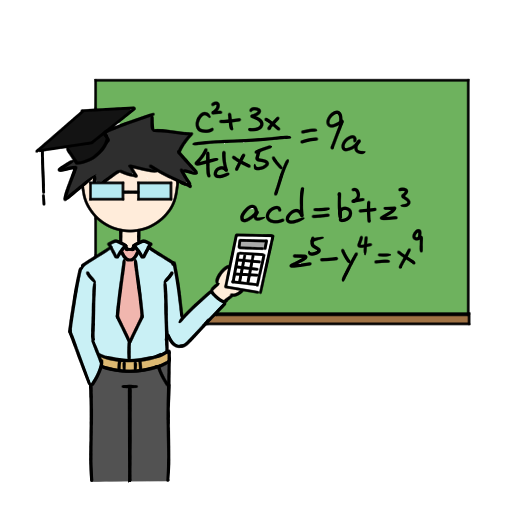 c²+3x
4d×5y
=9a
acd=b²+z³
z⁵-y⁴=x⁹